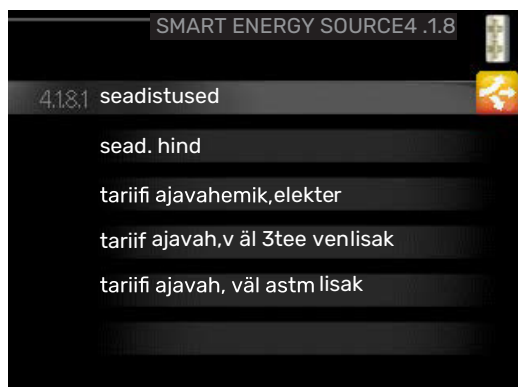 SMART ENERGY SOURCE4 .1.8
4.1.8.1 seadistused
sead. hind
tariifi ajavahemik,elekter
tariif ajavah,v äl 3tee venlisak
tariifi ajavah, väl astm lisak